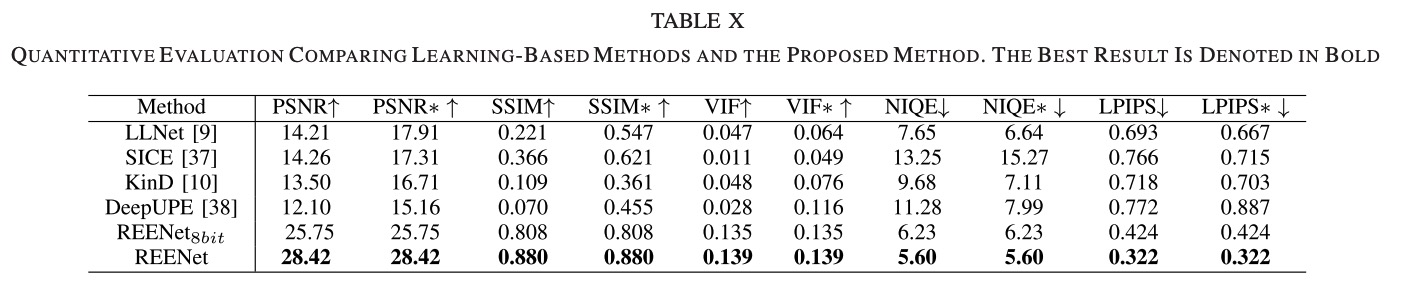 TABLE X
QUANTITATIVE EVALUATION COMPARING LEARNING-BASED METHODS AND THE PROPOSED METHOD. THE BEST RESULT IS DENOTED IN BOLD
Method PSNR↑ PSNR∗ ↑ SSIM↑ SSIM∗ ↑ VIF↑ VIF∗ ↑ NIQE↓ NIQE∗ ↓ LPIPS↓ LPIPS∗ ↓
LLNet [9] 14.21 17.91 0.221 0.547 0.047 0.064 7.65 6.64 0.693 0.667
SICE [37] 14.26 17.31 0.366 0.621 0.011 0.049 13.25 15.27 0.766 0.715
KinD [10] 13.50 16.71 0.109 0.361 0.048 0.076 9.68 7.11 0.718 0.703
DeepUPE [38] 12.10 15.16 0.070 0.455 0.028 0.116 11.28 7.99 0.772 0.887
REENet8bit 25.75 25.75 0.808 0.808 0.135 0.135 6.23 6.23 0.424 0.424
REENet 28.42 28.42 0.880 0.880 0.139 0.139 5.60 5.60 0.322 0.322